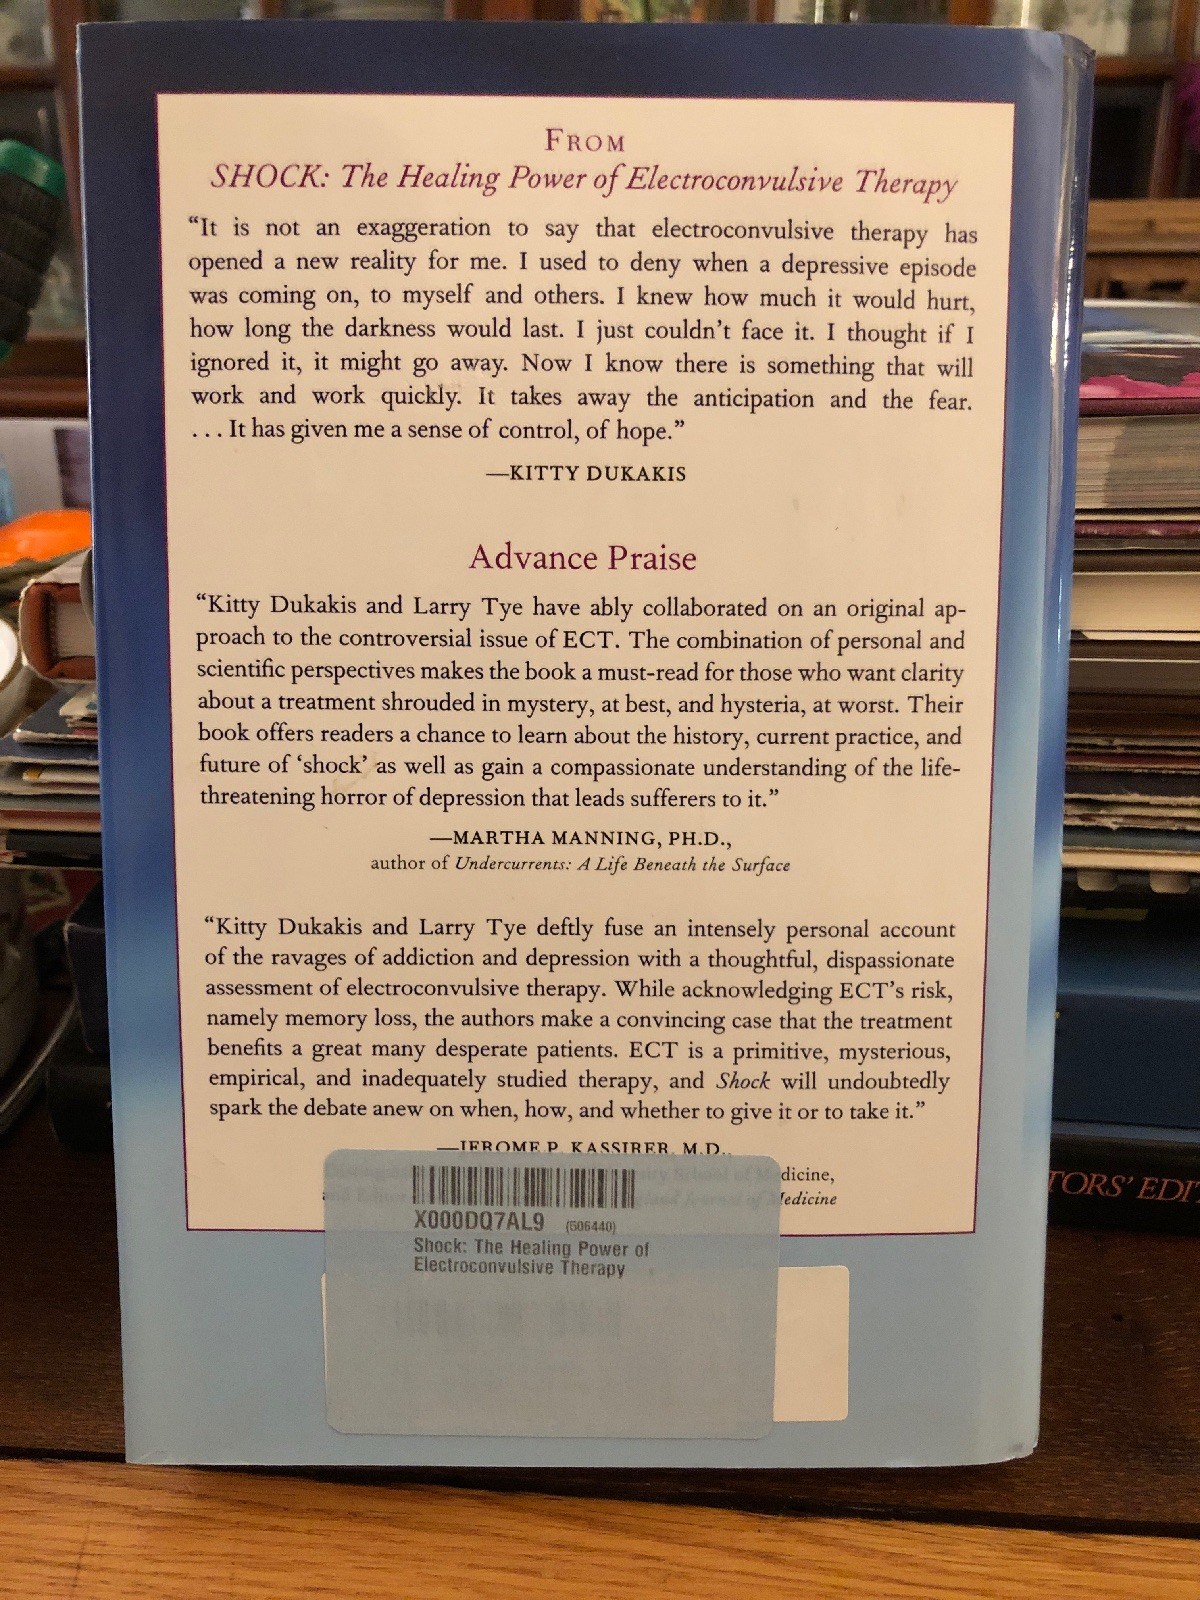 FROM
SHOCK: The Healing Power of Electroconvulsive Therapy
“It is not an exaggeration to say that electroconvulsive therapy has
opened a new reality for me. I used to deny when a depressive episode
was coming on, to myself and others. I knew how much it would hurt,
how long the darkness would last. I just couldn’t face it. I thought if I
ignored it, it might go away. Now I know there is something that will
work and work quickly. It takes away the anticipation and the fear.
. . . It has given me a sense of control, of hope.”
—KITTY DUKAKIS
Advance Praise
“Kitty Dukakis and Larry Tye have ably collaborated on an original ap-
proach to the controversial issue of ECT. The combination of personal and
scientific perspectives makes the book a must-read for those who want clarity
about a treatment shrouded in mystery, at best, and hysteria, at worst. Their
book offers readers a chance to learn about the history, current practice, and
future of ‘shock’ as well as gain a compassionate understanding of the life-
threatening horror of depression that leads sufferers to it.”
—MARTHA MANNING, PH.D.,
author of Undercurrents: A Life Beneath the Surface
“Kitty Dukakis and Larry Tye deftly fuse an intensely personal account
of the ravages of addiction and depression with a thoughtful, dispassionate
assessment of electroconvulsive therapy. While acknowledging ECT’s risk,
namely memory loss, the authors make a convincing case that the treatment
benefits a great many desperate patients. ECT is a primitive, mysterious,
empirical, and inadequately studied therapy, and Shock will undoubtedly
spark the debate anew on when, how, and whether to give it or to take it.”
—JEROME P. KASSIRER, M.D.,
School of Medicine,
Journal of Medicine
X000DQ7AL9 (506440)
Shock: The Healing Power of
Electroconvulsive Therapy
TORS’ EDIT